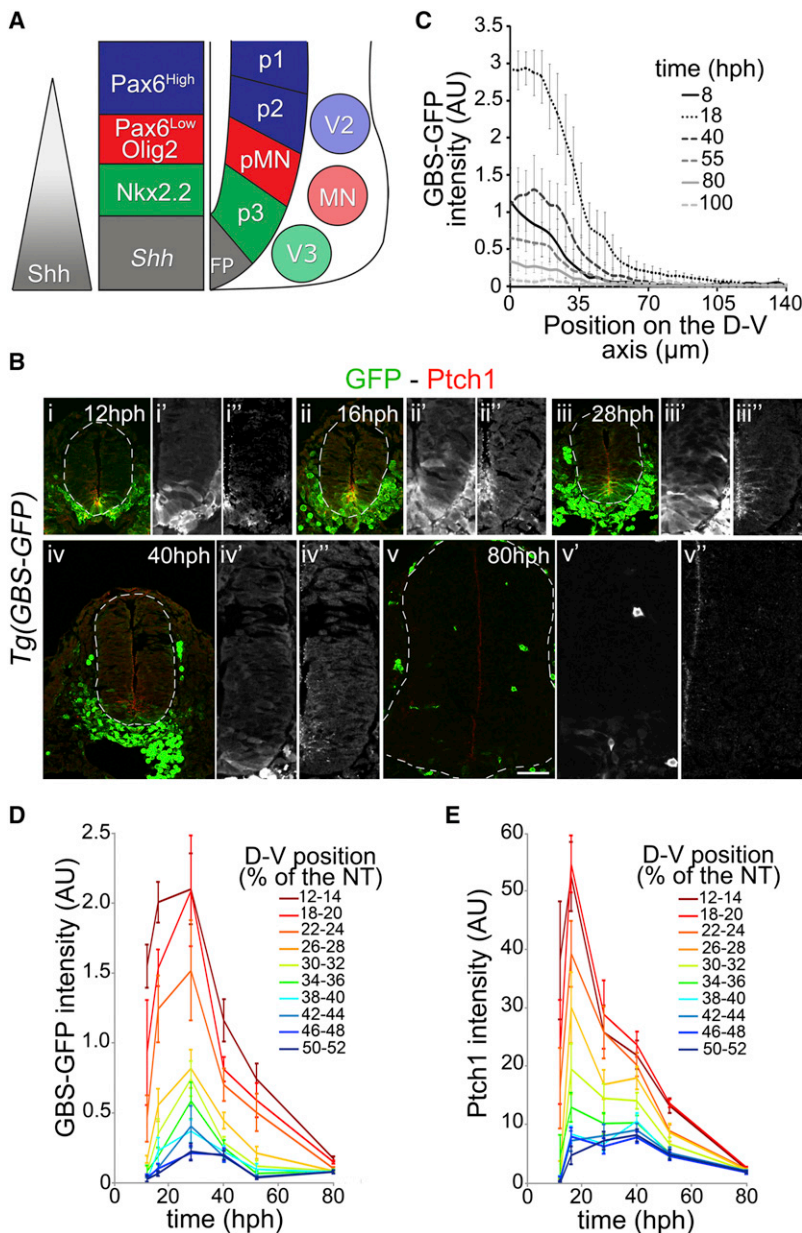 A
Pax6High
Pax6Low
Olig2
Nkx2.2
Shh
Shh
p1
p2
pMN
p3
FP
V2
MN
V3
C
GBS-GFP
intensity (AU)
3.5
3
2.5
2
1.5
1
0.5
0
0
35
70
105
140
Position on the D-V
axis (µm)
time (hph)
8
18
40
55
80
100
B
GFP - Ptch1
Tg(GBS-GFP)
i
12hph
i'
i''
ii
16hph
ii'
ii''
iii
28hph
iii'
iii''
iv
40hph
iv'
iv''
v
80hph
v'
v''
D
GBS-GFP intensity (AU)
2.5
2.0
1.5
1.0
0.5
0
0
20
40
60
80
time (hph)
D-V position
(% of the NT)
12-14
18-20
22-24
26-28
30-32
34-36
38-40
42-44
46-48
50-52
E
Ptch1 intensity (AU)
60
50
40
30
20
10
0
0
20
40
60
80
time (hph)
D-V position
(% of the NT)
12-14
18-20
22-24
26-28
30-32
34-36
38-40
42-44
46-48
50-52